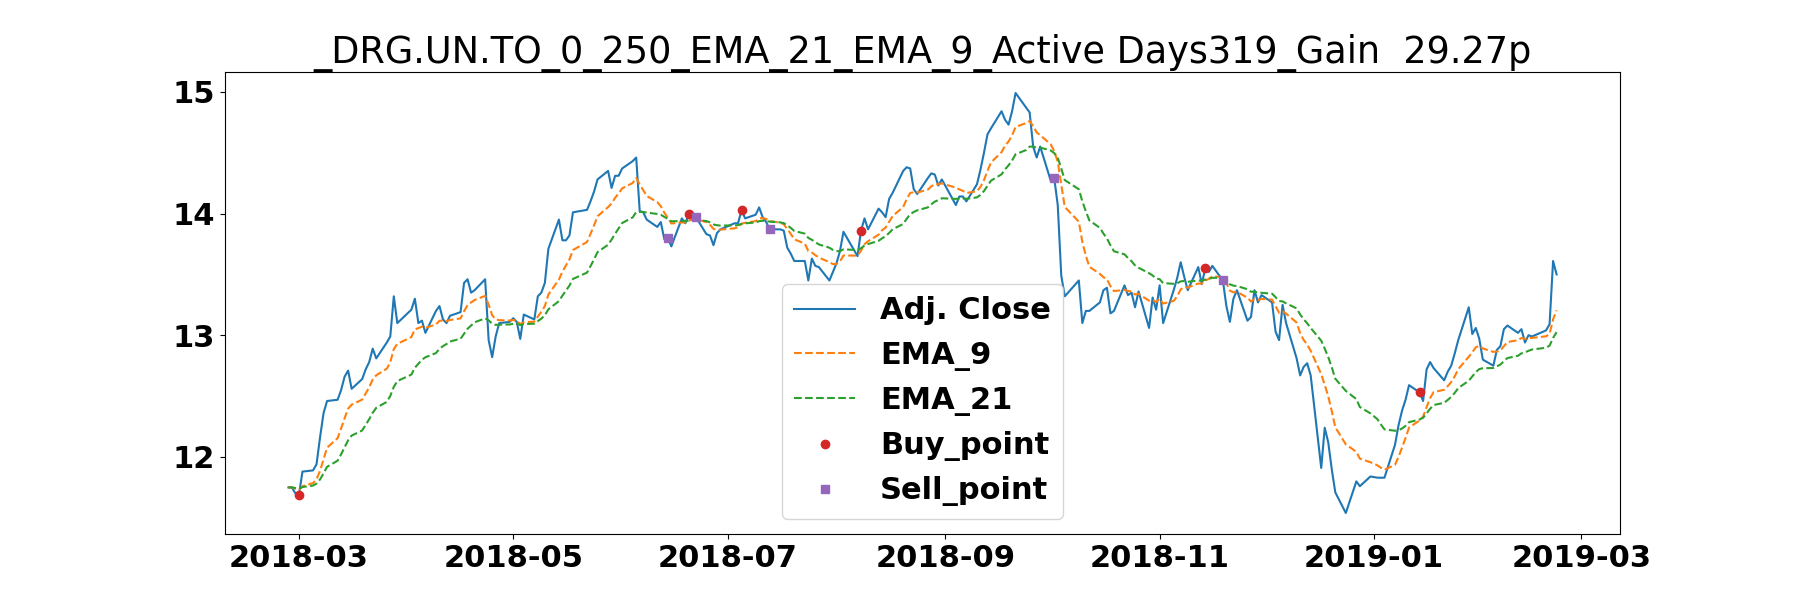 _DRG.UN.TO_0_250_EMA_21_EMA_9_Active Days319_Gain  29.27p
15
14
13
12
Adj. Close
EMA_9
EMA_21
Buy_point
Sell_point
2018-03 2018-05 2018-07 2018-09 2018-11 2019-01 2019-03